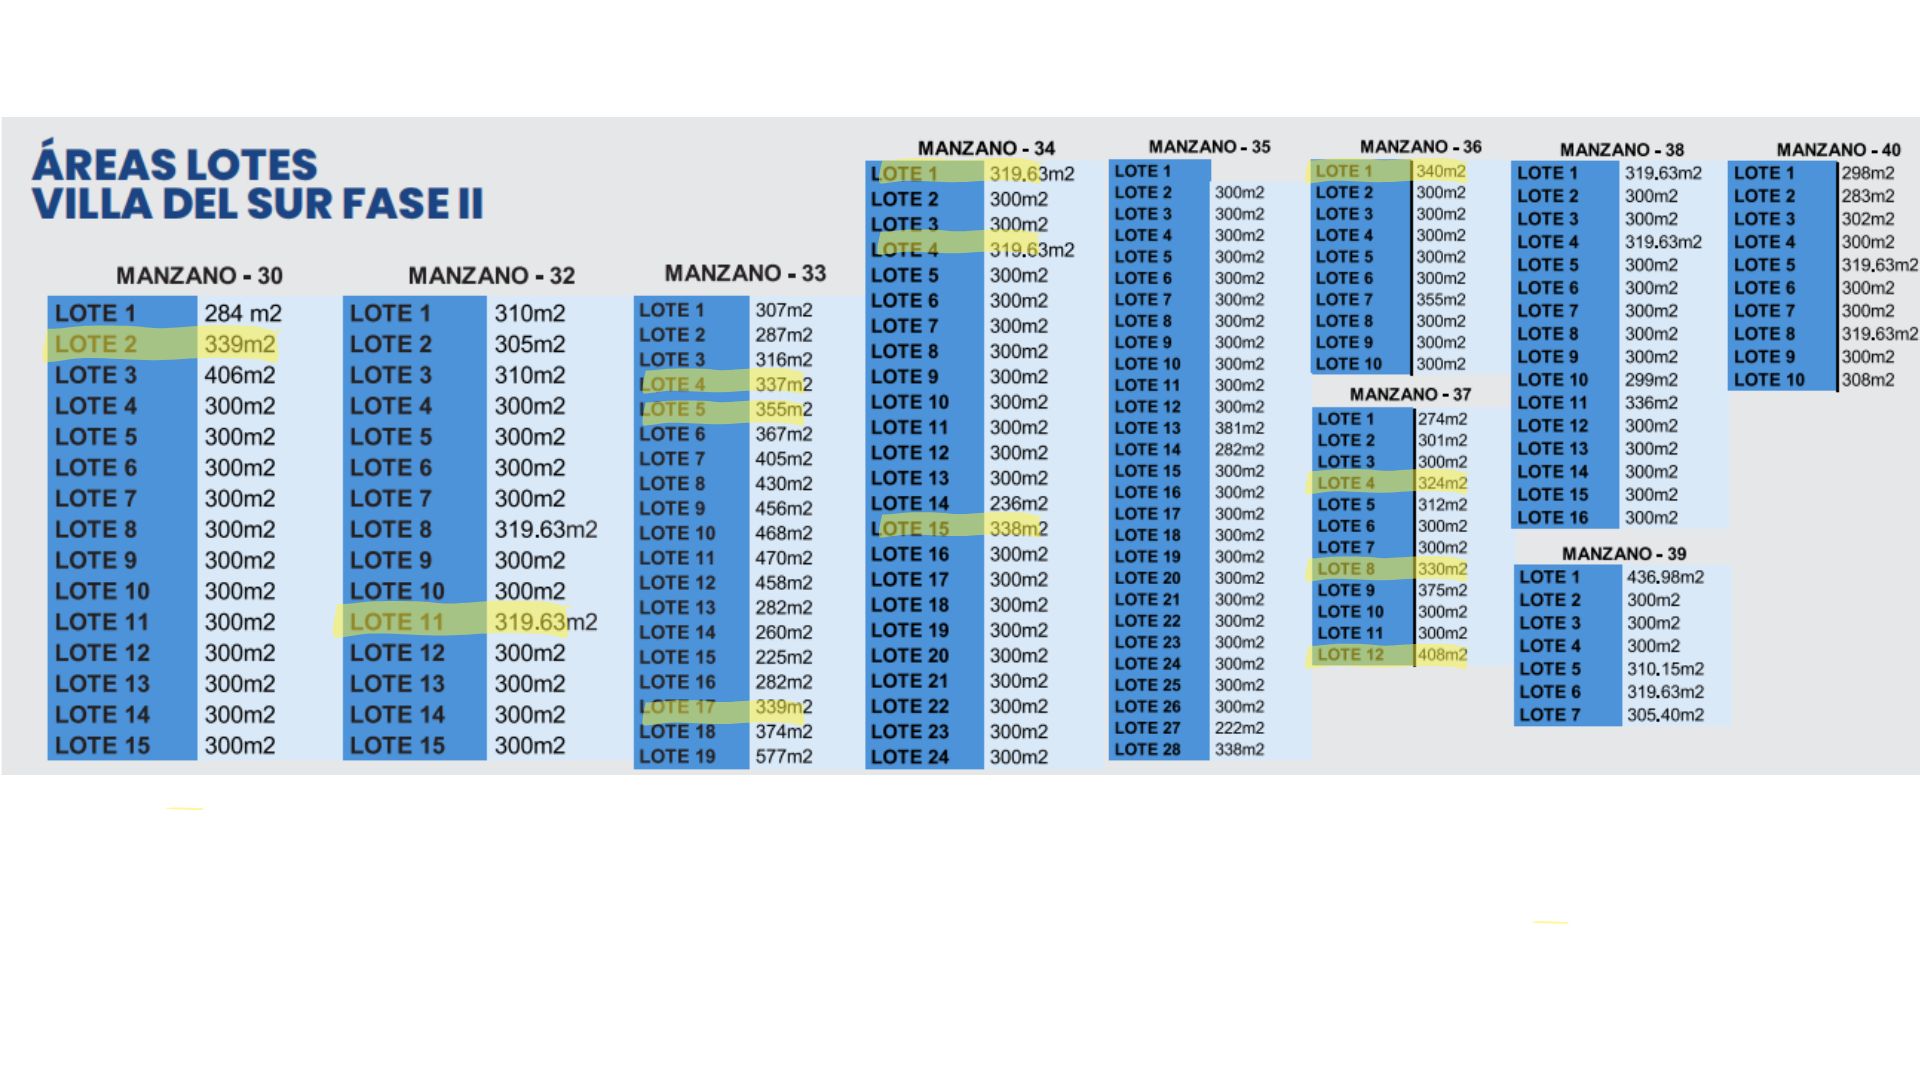 ÁREAS LOTES
VILLA DEL SUR FASE II
MANZANO - 30
LOTE 1 284 m2
LOTE 2 339m2
LOTE 3 406m2
LOTE 4 300m2
LOTE 5 300m2
LOTE 6 300m2
LOTE 7 300m2
LOTE 8 300m2
LOTE 9 300m2
LOTE 10 300m2
LOTE 11 300m2
LOTE 12 300m2
LOTE 13 300m2
LOTE 14 300m2
LOTE 15 300m2
MANZANO - 32
LOTE 1 310m2
LOTE 2 305m2
LOTE 3 310m2
LOTE 4 300m2
LOTE 5 300m2
LOTE 6 300m2
LOTE 7 300m2
LOTE 8 319.63m2
LOTE 9 300m2
LOTE 10 300m2
LOTE 11 319.63m2
LOTE 12 300m2
LOTE 13 300m2
LOTE 14 300m2
LOTE 15 300m2
MANZANO - 33
LOTE 1 307m2
LOTE 2 287m2
LOTE 3 316m2
LOTE 4 337m2
LOTE 5 355m2
LOTE 6 367m2
LOTE 7 405m2
LOTE 8 430m2
LOTE 9 456m2
LOTE 10 468m2
LOTE 11 470m2
LOTE 12 458m2
LOTE 13 282m2
LOTE 14 260m2
LOTE 15 225m2
LOTE 16 282m2
LOTE 17 339m2
LOTE 18 374m2
LOTE 19 577m2
MANZANO - 34
LOTE 1 319.63m2
LOTE 2 300m2
LOTE 3 300m2
LOTE 4 319.63m2
LOTE 5 300m2
LOTE 6 300m2
LOTE 7 300m2
LOTE 8 300m2
LOTE 9 300m2
LOTE 10 300m2
LOTE 11 300m2
LOTE 12 300m2
LOTE 13 300m2
LOTE 14 236m2
LOTE 15 338m2
LOTE 16 300m2
LOTE 17 300m2
LOTE 18 300m2
LOTE 19 300m2
LOTE 20 300m2
LOTE 21 300m2
LOTE 22 300m2
LOTE 23 300m2
LOTE 24 300m2
MANZANO - 35
LOTE 1
LOTE 2 300m2
LOTE 3 300m2
LOTE 4 300m2
LOTE 5 300m2
LOTE 6 300m2
LOTE 7 300m2
LOTE 8 300m2
LOTE 9 300m2
LOTE 10 300m2
LOTE 11 300m2
LOTE 12 300m2
LOTE 13 381m2
LOTE 14 282m2
LOTE 15 300m2
LOTE 16 300m2
LOTE 17 300m2
LOTE 18 300m2
LOTE 19 300m2
LOTE 20 300m2
LOTE 21 300m2
LOTE 22 300m2
LOTE 23 300m2
LOTE 24 300m2
LOTE 25 300m2
LOTE 26 300m2
LOTE 27 222m2
LOTE 28 338m2
MANZANO - 36
LOTE 1 340m2
LOTE 2 300m2
LOTE 3 300m2
LOTE 4 300m2
LOTE 5 300m2
LOTE 6 300m2
LOTE 7 355m2
LOTE 8 300m2
LOTE 9 300m2
LOTE 10 300m2
MANZANO - 37
LOTE 1 274m2
LOTE 2 301m2
LOTE 3 300m2
LOTE 4 324m2
LOTE 5 312m2
LOTE 6 300m2
LOTE 7 300m2
LOTE 8 330m2
LOTE 9 375m2
LOTE 10 300m2
LOTE 11 300m2
LOTE 12 408m2
MANZANO - 38
LOTE 1 319.63m2
LOTE 2 300m2
LOTE 3 300m2
LOTE 4 319.63m2
LOTE 5 300m2
LOTE 6 300m2
LOTE 7 300m2
LOTE 8 300m2
LOTE 9 300m2
LOTE 10 299m2
LOTE 11 336m2
LOTE 12 300m2
LOTE 13 300m2
LOTE 14 300m2
LOTE 15 300m2
LOTE 16 300m2
MANZANO - 39
LOTE 1 436.98m2
LOTE 2 300m2
LOTE 3 300m2
LOTE 4 300m2
LOTE 5 310.15m2
LOTE 6 319.63m2
LOTE 7 305.40m2
MANZANO - 40
LOTE 1 298m2
LOTE 2 283m2
LOTE 3 302m2
LOTE 4 300m2
LOTE 5 319.63m2
LOTE 6 300m2
LOTE 7 300m2
LOTE 8 319.63m2
LOTE 9 300m2
LOTE 10 308m2